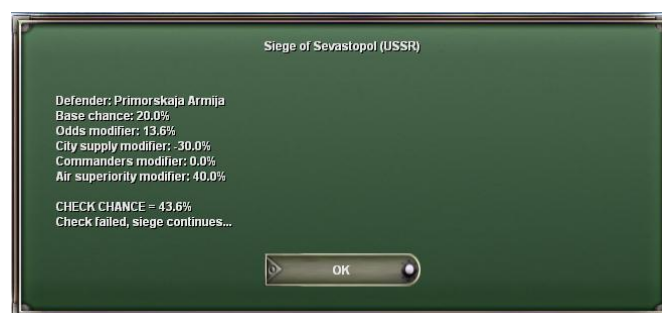 Siege of Sevastopol (USSR)
Defender: Primorskaja Armija
Base chance: 20.0%
Odds modifier: 13.6%
City supply modifier: -30.0%
Commanders modifier: 0.0%
Air superiority modifier: 40.0%
CHECK CHANCE = 43.6%
Check failed, siege continues...
OK